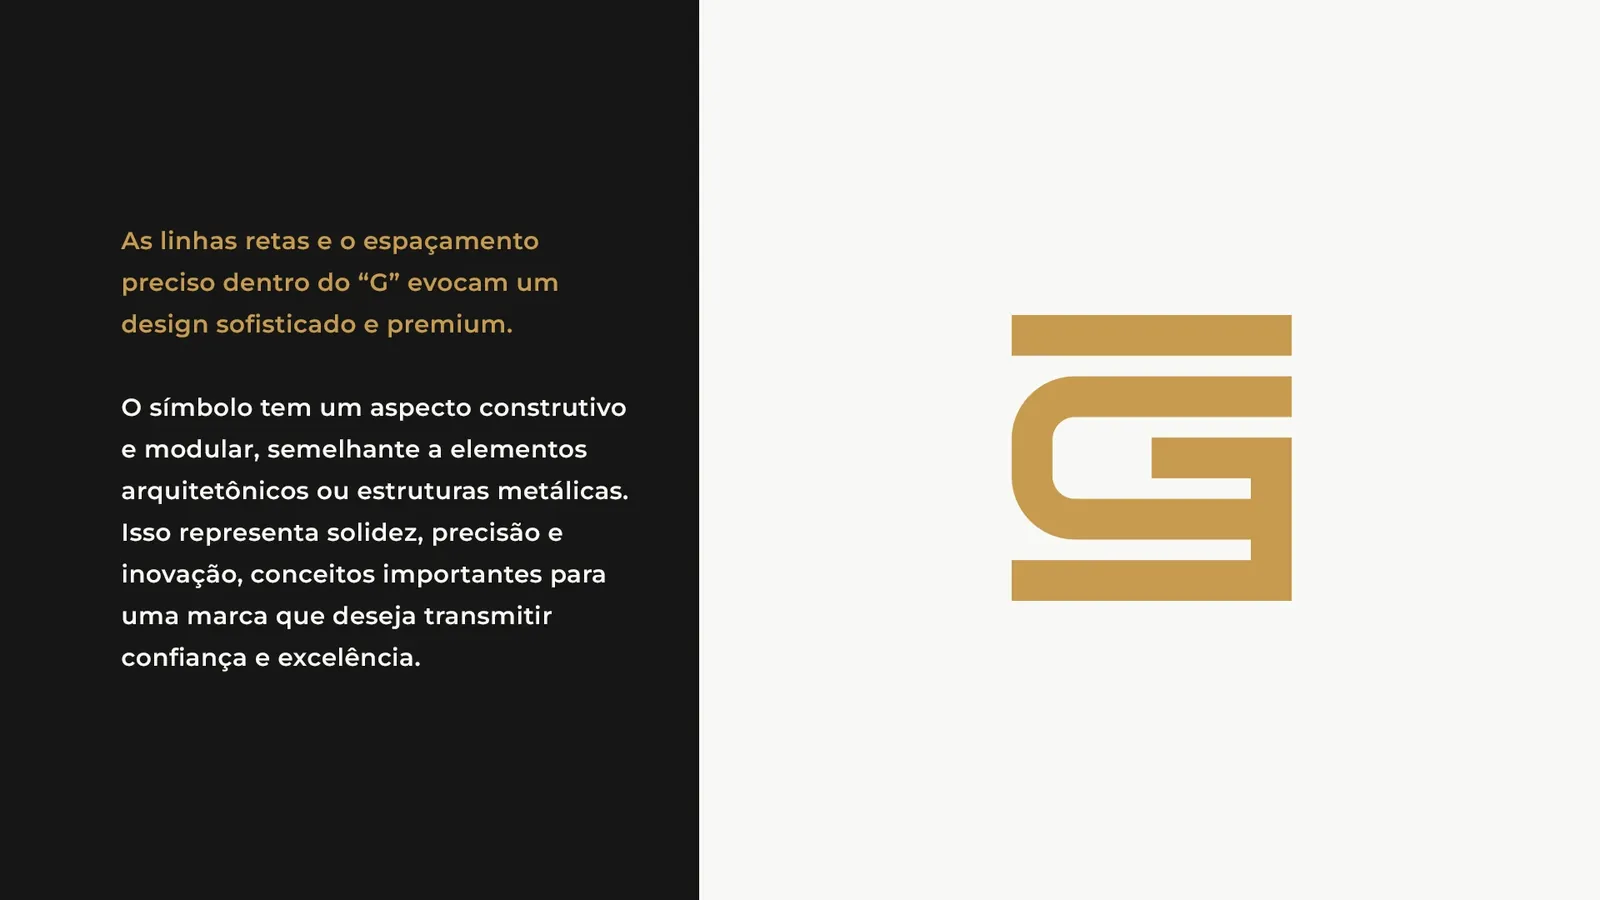 As linhas retas e o espaçamento
preciso dentro do “G” evocam um
design sofisticado e premium.
O símbolo tem um aspecto construtivo
e modular, semelhante a elementos
arquitetônicos ou estruturas metálicas.
Isso representa solidez, precisão e
inovação, conceitos importantes para
uma marca que deseja transmitir
confiança e excelência.
G